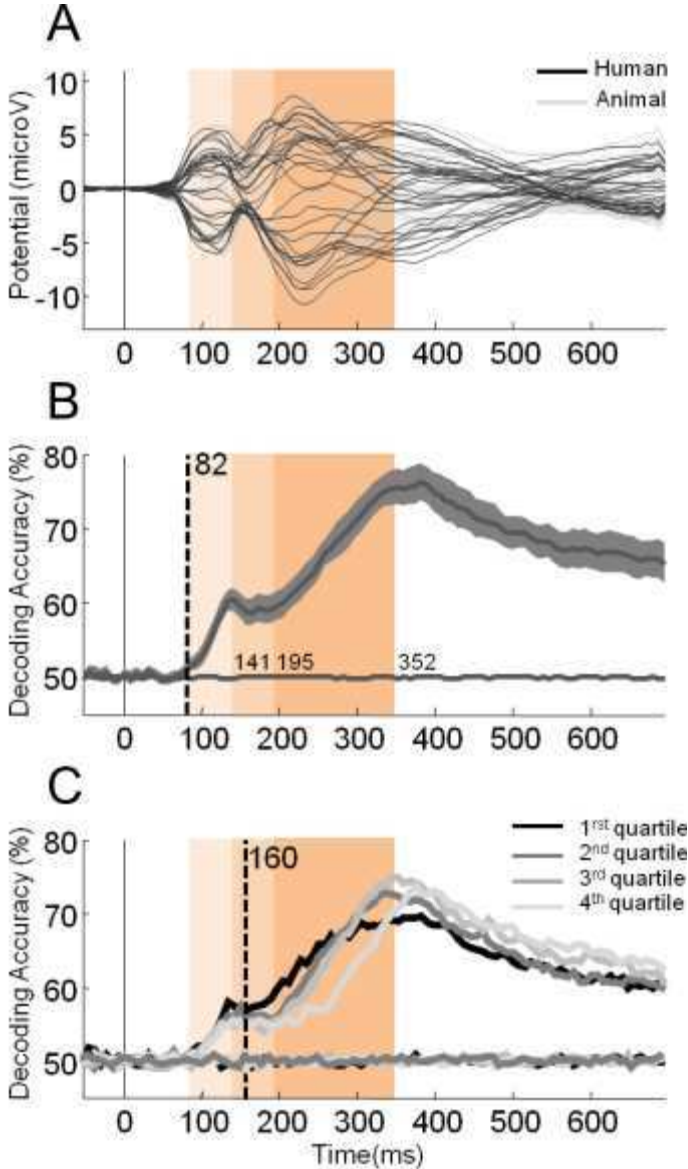 A
Human
Animal
Potential (microV)
10
5
0
-5
-10
0 100 200 300 400 500 600
B
Decoding Accuracy (%)
80
70
60
50
82
141 195 352
0 100 200 300 400 500 600
C
Decoding Accuracy (%)
80
70
60
50
160
1rst quartile
2nd quartile
3rd quartile
4th quartile
0 100 200 300 400 500 600
Time(ms)